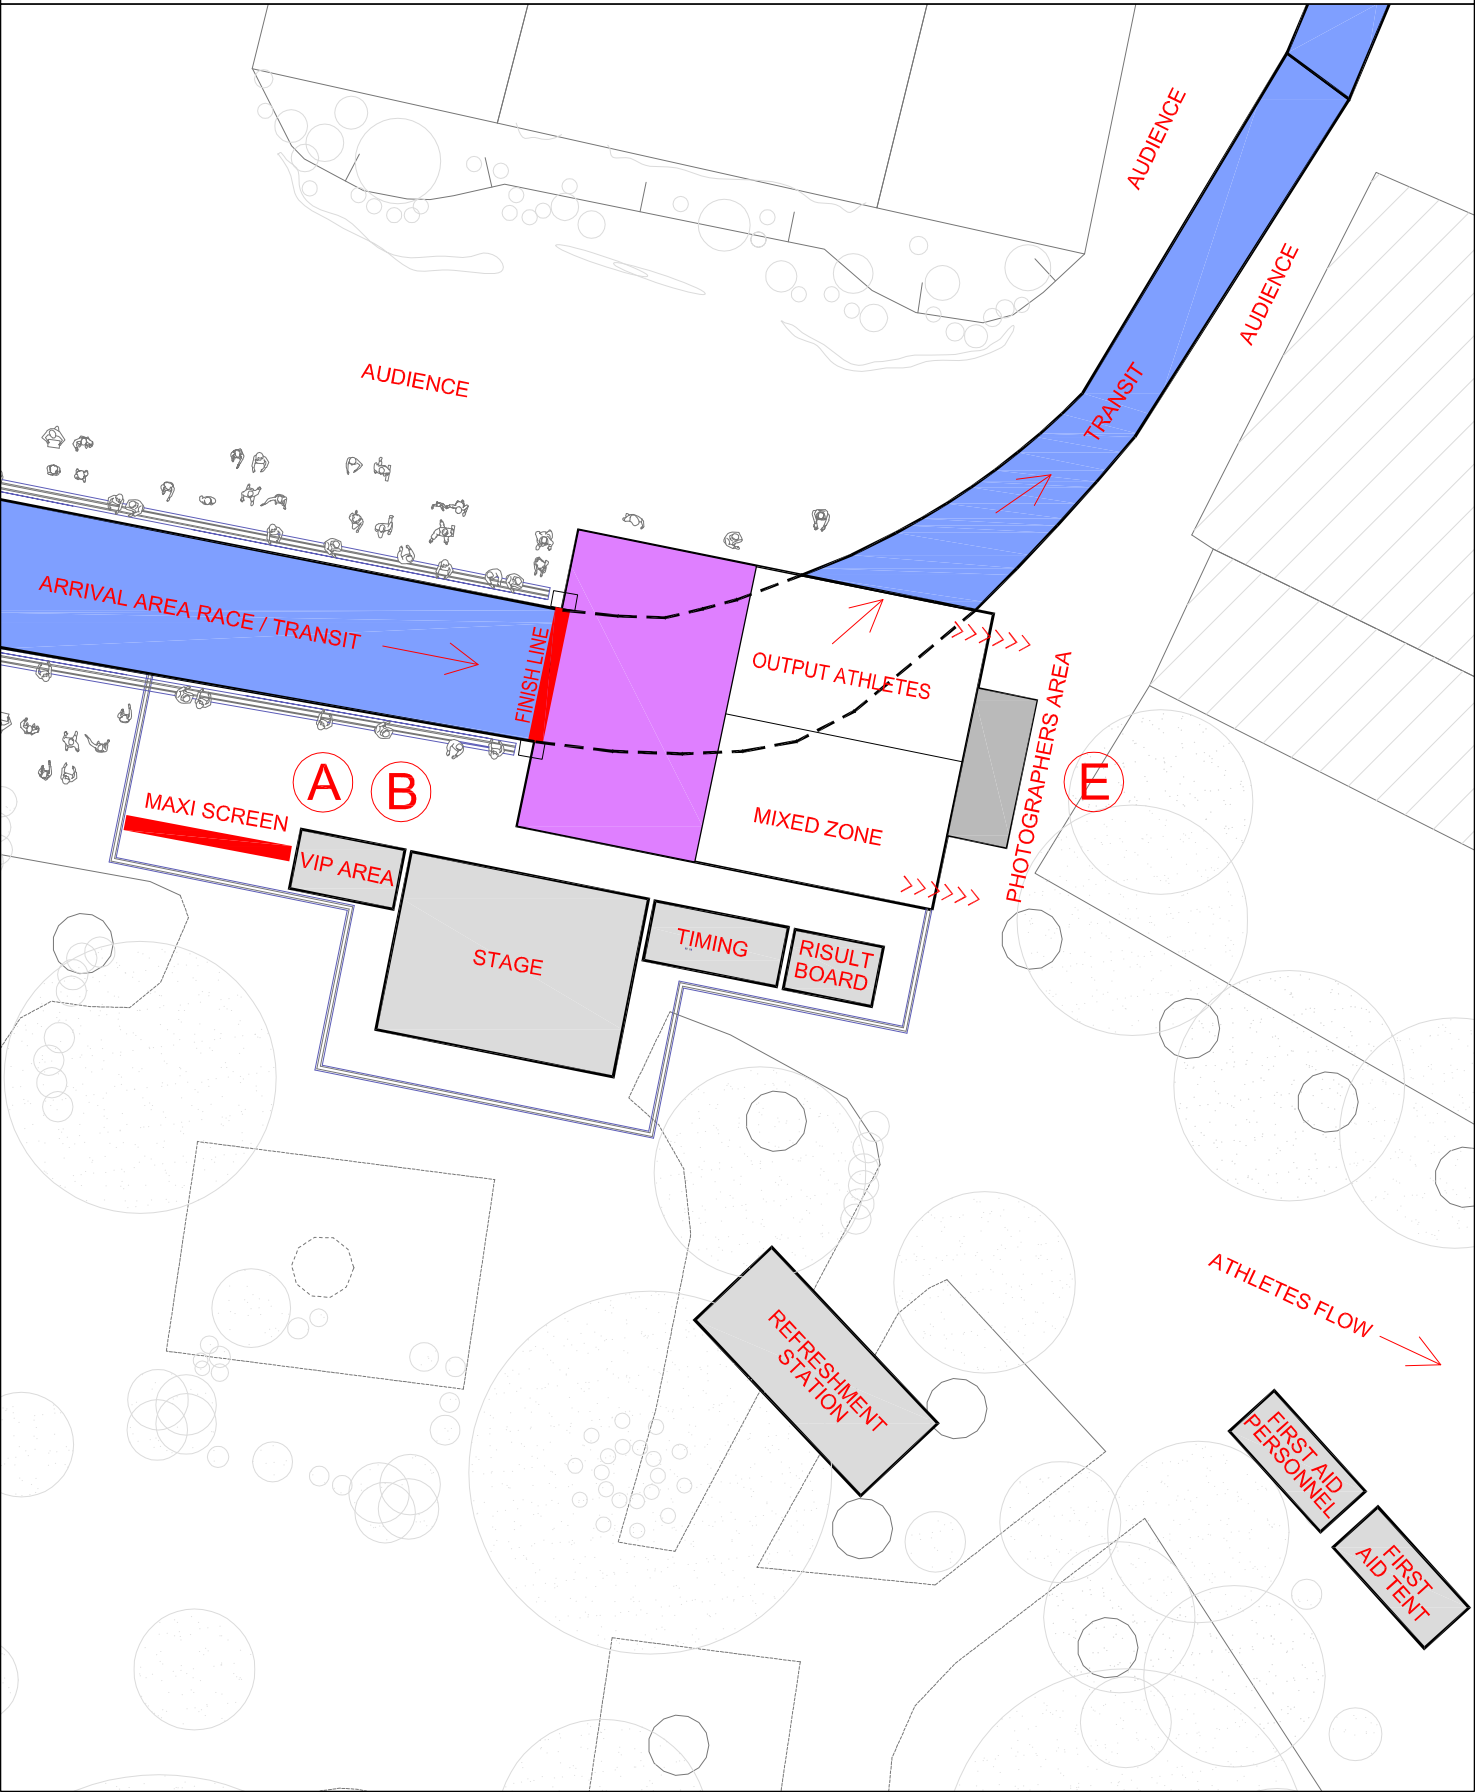 AUDIENCE
AUDIENCE
AUDIENCE
TRANSIT
ARRIVAL AREA RACE / TRANSIT
FINISH LINE
OUTPUT ATHLETES
PHOTOGRAPHERS AREA
A
B
E
MAXI SCREEN
MIXED ZONE
VIP AREA
STAGE
TIMING
RISULT
BOARD
ATHLETES FLOW
REFRESHMENT
STATION
FIRST AID
PERSONNEL
FIRST
AID TENT